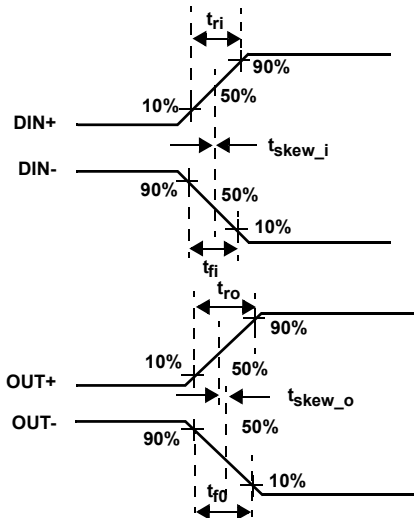 tri
90%
10%
50%
DIN+
tskew_i
DIN-
90%
50%
10%
tfi
tro
90%
10%
50%
OUT+
tskew_o
OUT-
90%
50%
10%
tf0